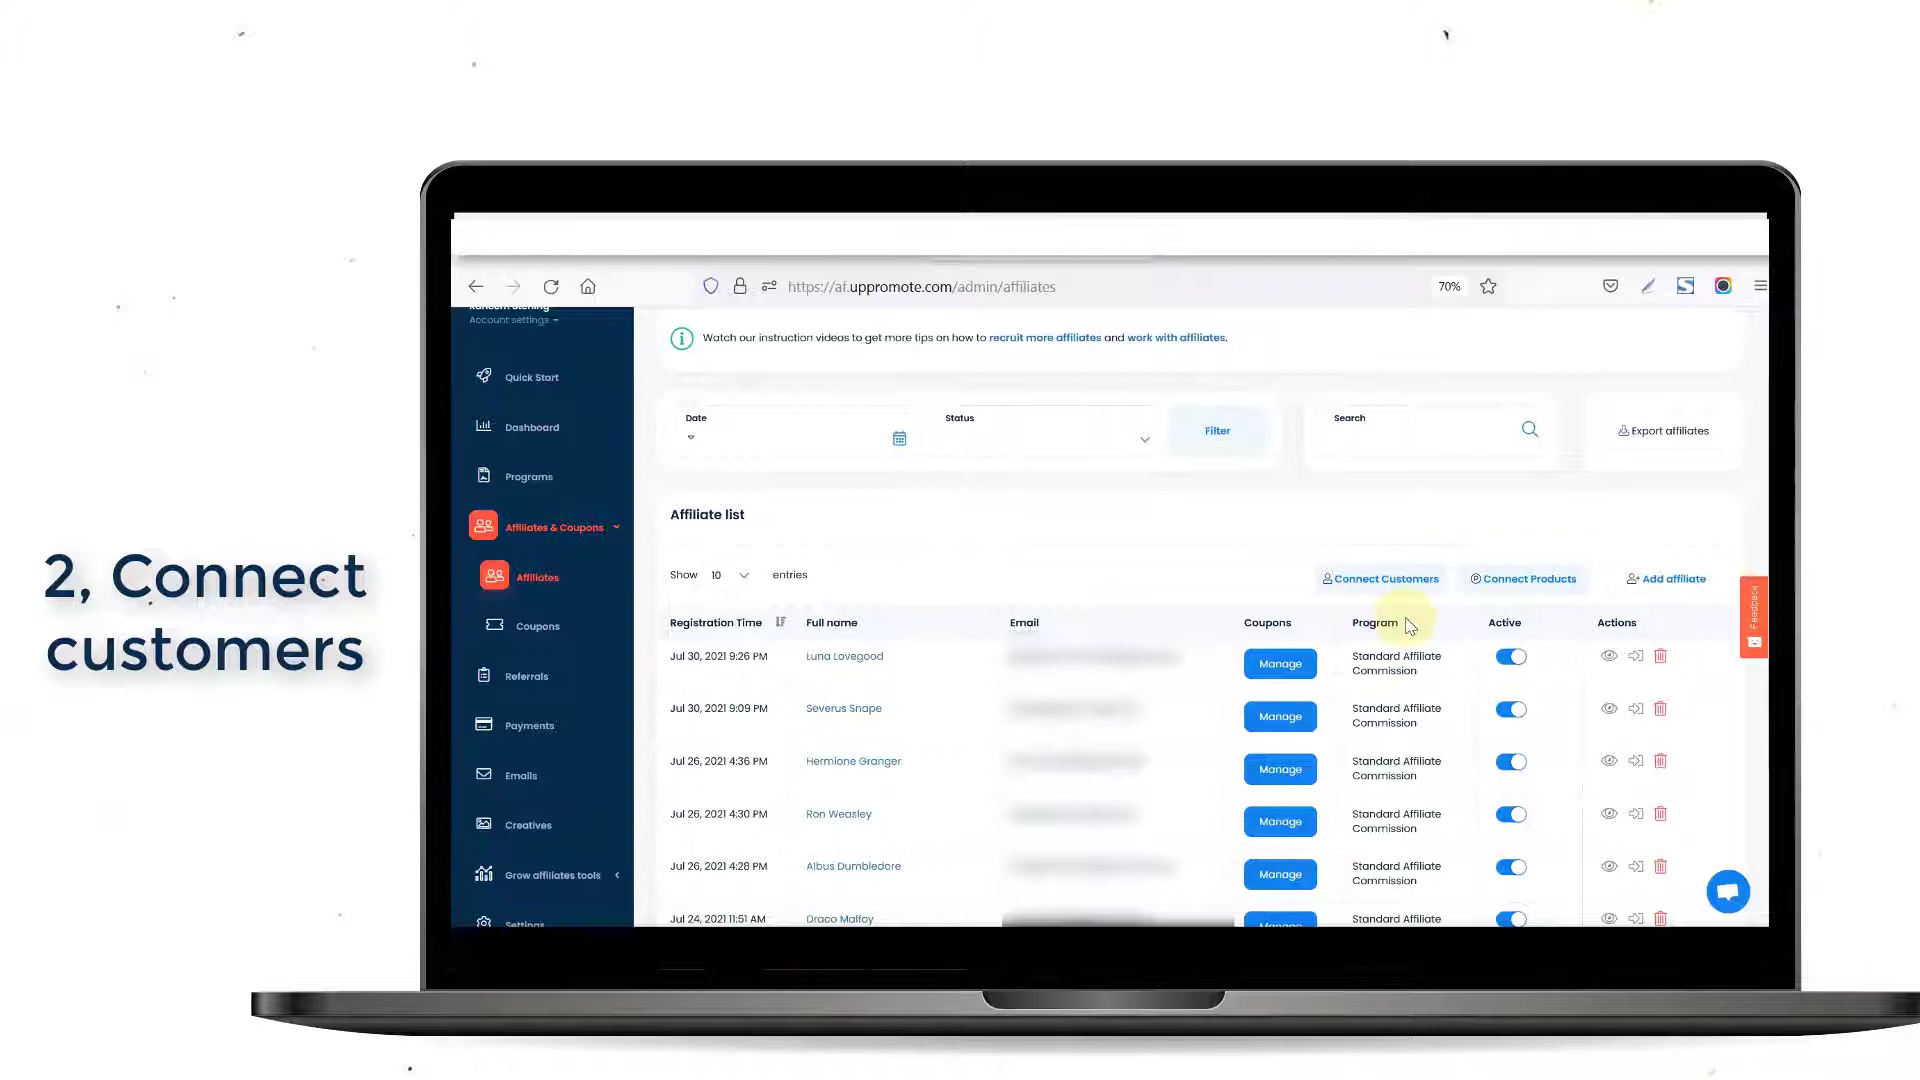 2, Connect
customers
https://af.uppromote.com/admin/affiliates
70%
Account settings
Quick Start
Dashboard
Programs
Affiliates & Coupons
Affiliates
Coupons
Referrals
Payments
Emails
Creatives
Grow affiliates tools
Settings
Watch our instruction videos to get more tips on how to recruit more affiliates and work with affiliates.
Date
Status
Filter
Search
Export affiliates
Affiliate list
Show 10 entries
Connect Customers
Connect Products
Add affiliate
Registration Time Full name Email Coupons Program Active Actions
Jul 30, 2021 9:26 PM Luna Lovegood Manage Standard Affiliate
Commission
Jul 30, 2021 9:09 PM Severus Snape Manage Standard Affiliate
Commission
Jul 26, 2021 4:36 PM Hermione Granger Manage Standard Affiliate
Commission
Jul 26, 2021 4:30 PM Ron Weasley Manage Standard Affiliate
Commission
Jul 26, 2021 4:28 PM Albus Dumbledore Manage Standard Affiliate
Commission
Jul 24, 2021 11:51 AM Draco Malfoy Manage Standard Affiliate
Feedback